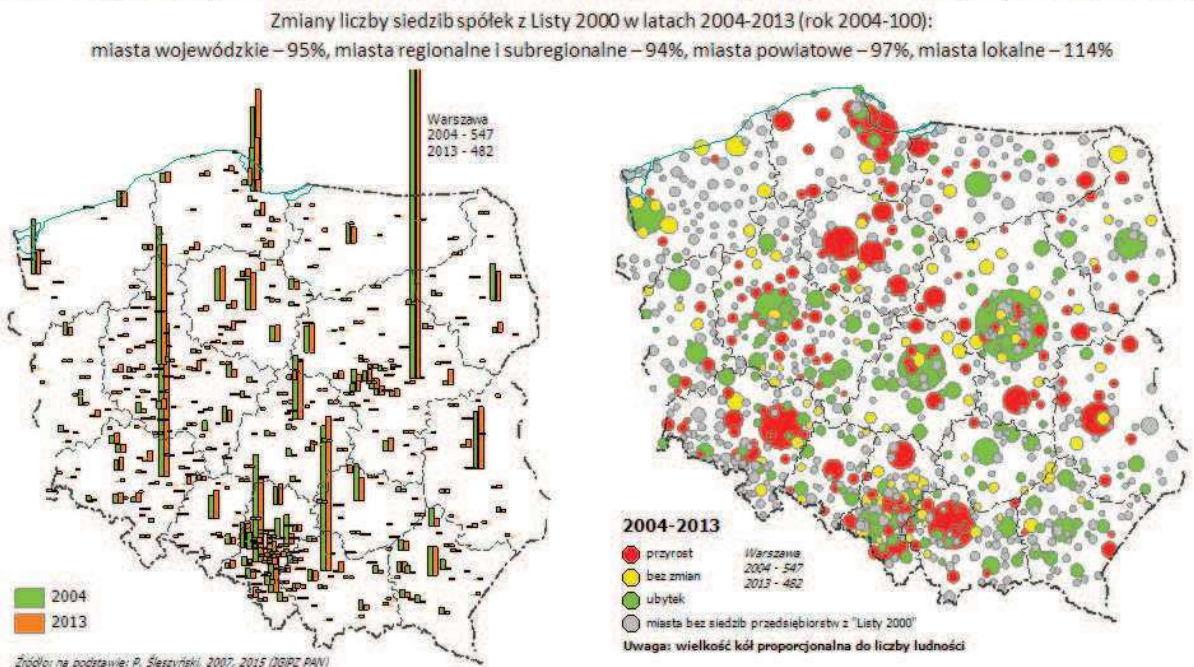 Zmiany liczby siedzib spółek z Listy 2000 w latach 2004-2013 (rok 2004-100):
miasta wojewódzkie – 95%, miasta regionalne i subregionalne – 94%, miasta powiatowe – 97%, miasta lokalne – 114%
Warszawa
2004 - 547
2013 - 482
2004
2013
Źródło: na podstawie: P. Śleszyński, 2007, 2015 (IGiPZ PAN)
2004-2013
przyrost
bez zmian
ubytek
miasta bez siedzib przedsiębiorstw z "Listy 2000"
Warszawa
2004 - 547
2013 - 482
Uwaga: wielkość kół proporcjonalna do liczby ludności